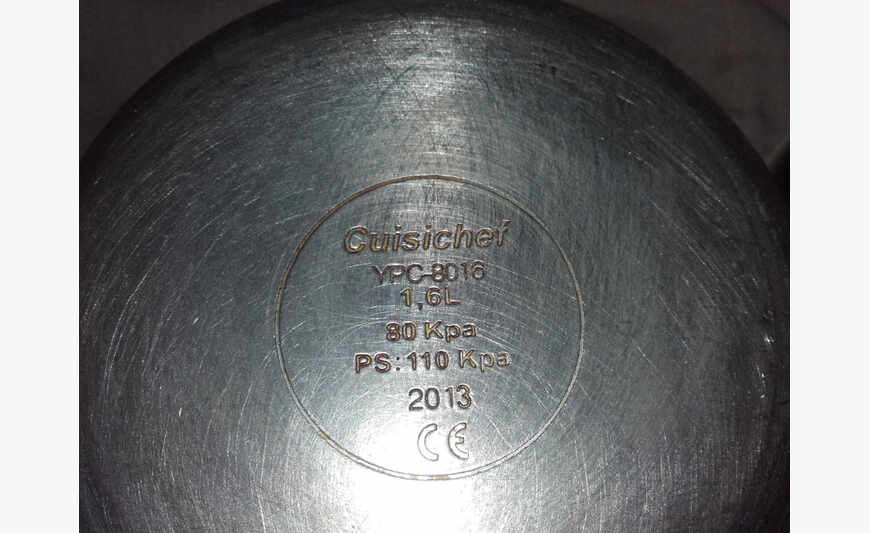 Cuisichef
YPC-8016
1,6L
80 Kpa
PS: 110 Kpa
2013
CE